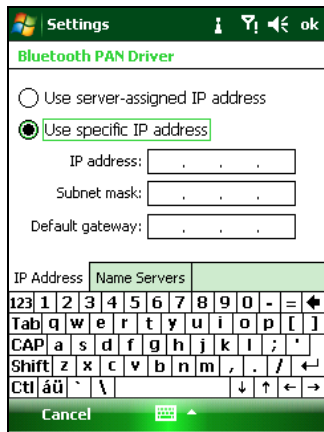 Settings ok
Bluetooth PAN Driver
Use server-assigned IP address
Use specific IP address
IP address: . . .
Subnet mask: . . .
Default gateway: . . .
IP Address Name Servers
123 1 2 3 4 5 6 7 8 9 0 - = 
Tab q w e r t y u i o p [ ]
CAP a s d f g h j k l ; '
Shift z x c v b n m , . / ↵
Ctl áü ` \ ↓ ↑ ← →
Cancel